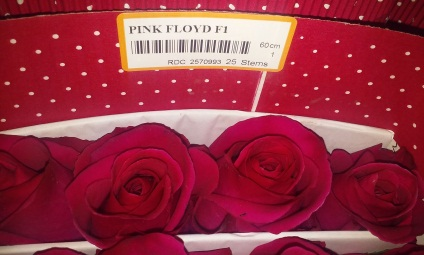 PINK FLOYD F1
60cm
1
RDC 2570993 25 Stems